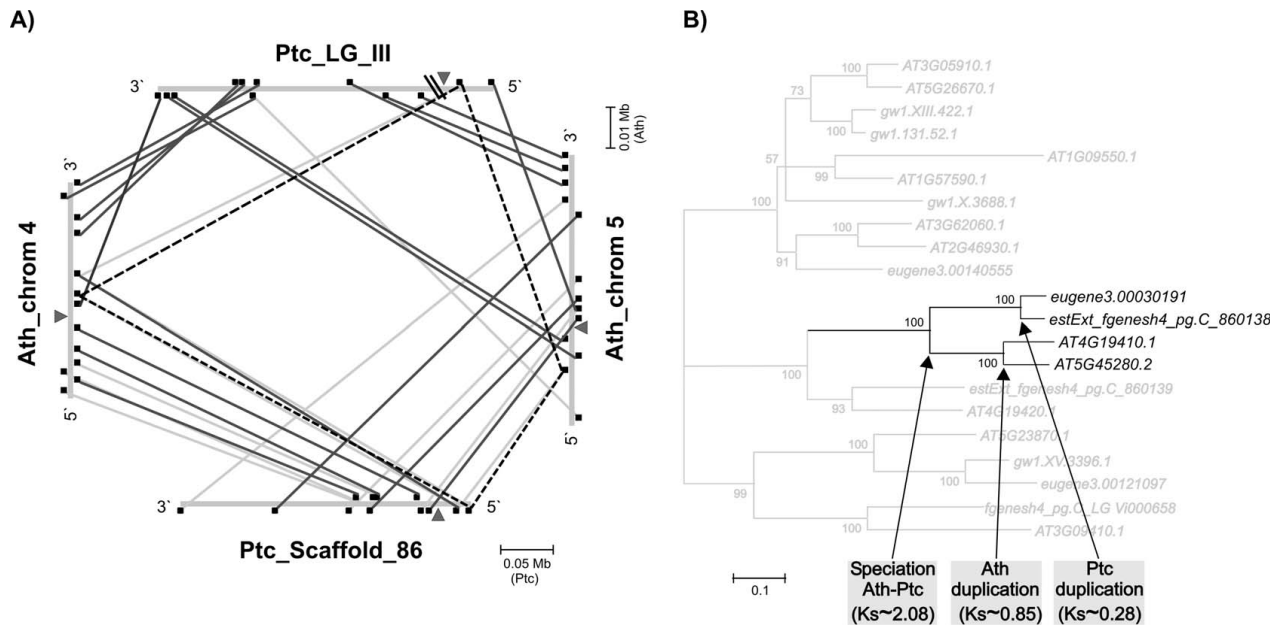 A)
Ptc_LG_III
3`
5`
0.01 Mb
(Ath)
3`
3`
Ath_chrom 4
Ath_chrom 5
5`
5`
3`
5`
Ptc_Scaffold_86
0.05 Mb
(Ptc)
B)
100
AT3G05910.1
AT5G26670.1
73
gw1.XIII.422.1
100
gw1.131.52.1
57
AT1G09550.1
99
AT1G57590.1
100
gw1.X.3688.1
100
AT3G62060.1
AT2G46930.1
91
eugene3.00140555
100
eugene3.00030191
100
estExt_fgenesh4_pg.C_860138
AT4G19410.1
100
AT5G45280.2
100
estExt_fgenesh4_pg.C_860139
93
AT4G19420.1
AT5G23870.1
100
gw1.XV.3396.1
100
eugene3.00121097
99
fgenesh4_pg.C_LG VI000658
100
AT3G09410.1
0.1
Speciation
Ath-Ptc
(Ks~2.08)
Ath
duplication
(Ks~0.85)
Ptc
duplication
(Ks~0.28)